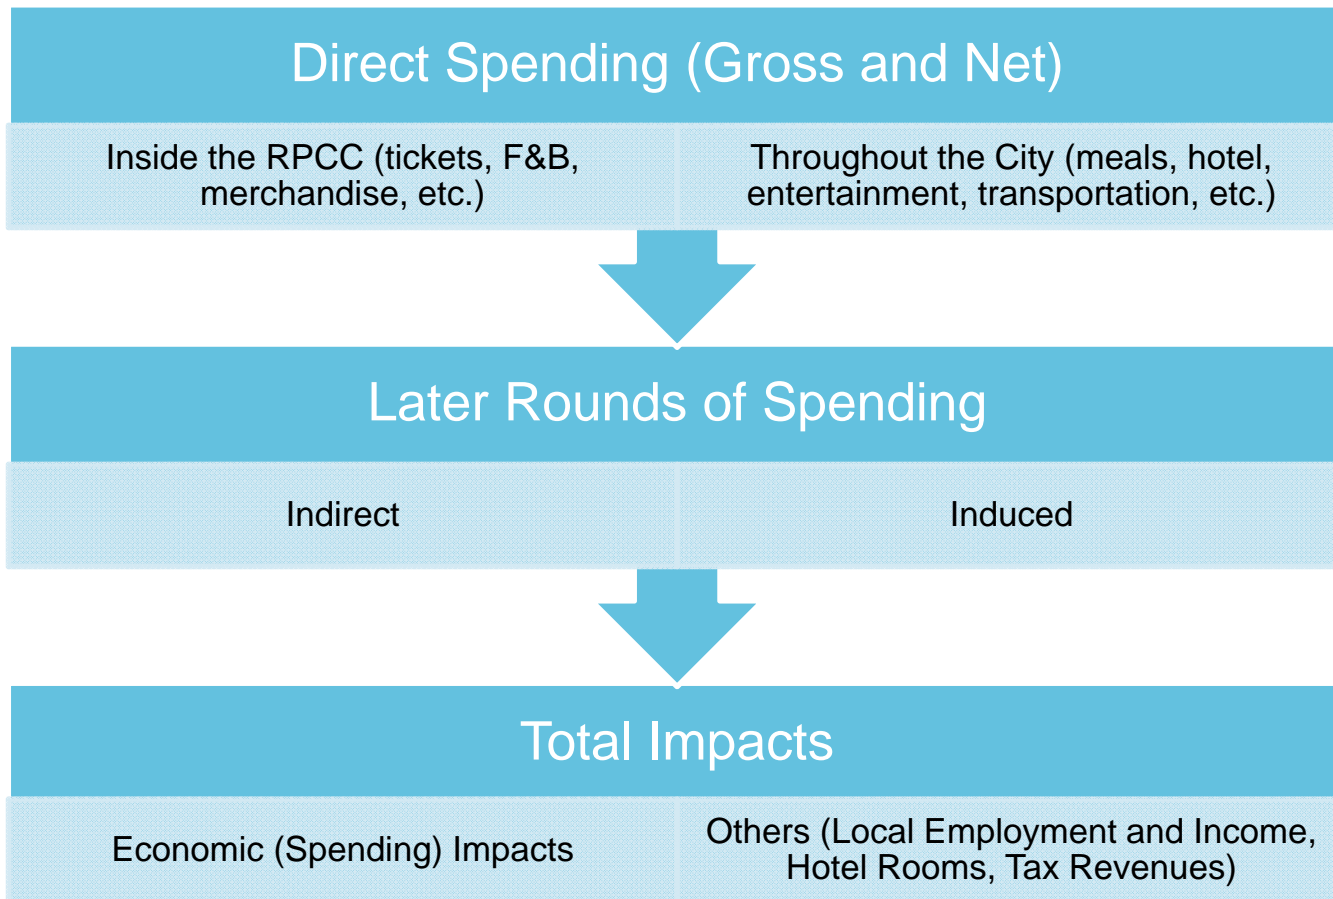 Direct Spending (Gross and Net)
Inside the RPCC (tickets, F&B,
merchandise, etc.)
Throughout the City (meals, hotel,
entertainment, transportation, etc.)
Later Rounds of Spending
Indirect
Induced
Total Impacts
Economic (Spending) Impacts
Others (Local Employment and Income,
Hotel Rooms, Tax Revenues)